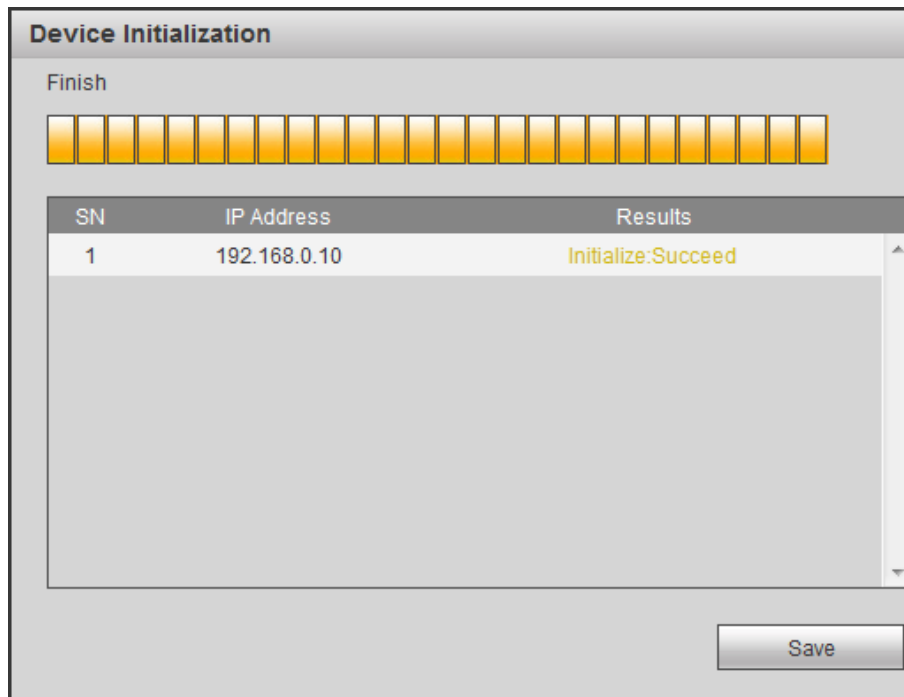 Device Initialization
Finish
SN IP Address Results
1 192.168.0.10 Initialize:Succeed
Save